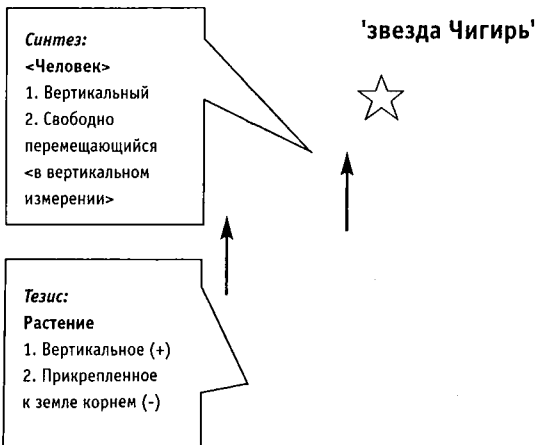 'звезда Чигирь'
Синтез:
<Человек>
1. Вертикальный
2. Свободно
перемещающийся
<в вертикальном
измерении>
Тезис:
Растение
1. Вертикальное (+)
2. Прикрепленное
к земле корнем (-)